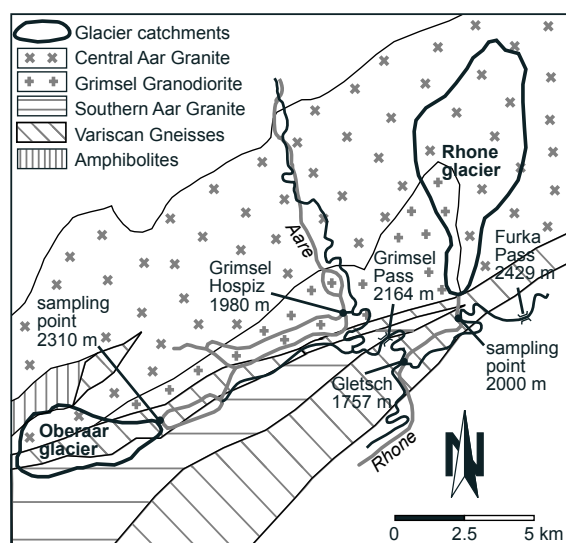 Glacier catchments
Central Aar Granite
Grimsel Granodiorite
Southern Aar Granite
Variscan Gneisses
Amphibolites
Rhone
glacier
Aare
Grimsel
Hospiz
1980 m
Grimsel
Pass
2164 m
Furka
Pass
2429 m
sampling
point
2310 m
sampling
point
2000 m
Gletsch
1757 m
Oberaar
glacier
Rhone
N
0 2.5 5 km